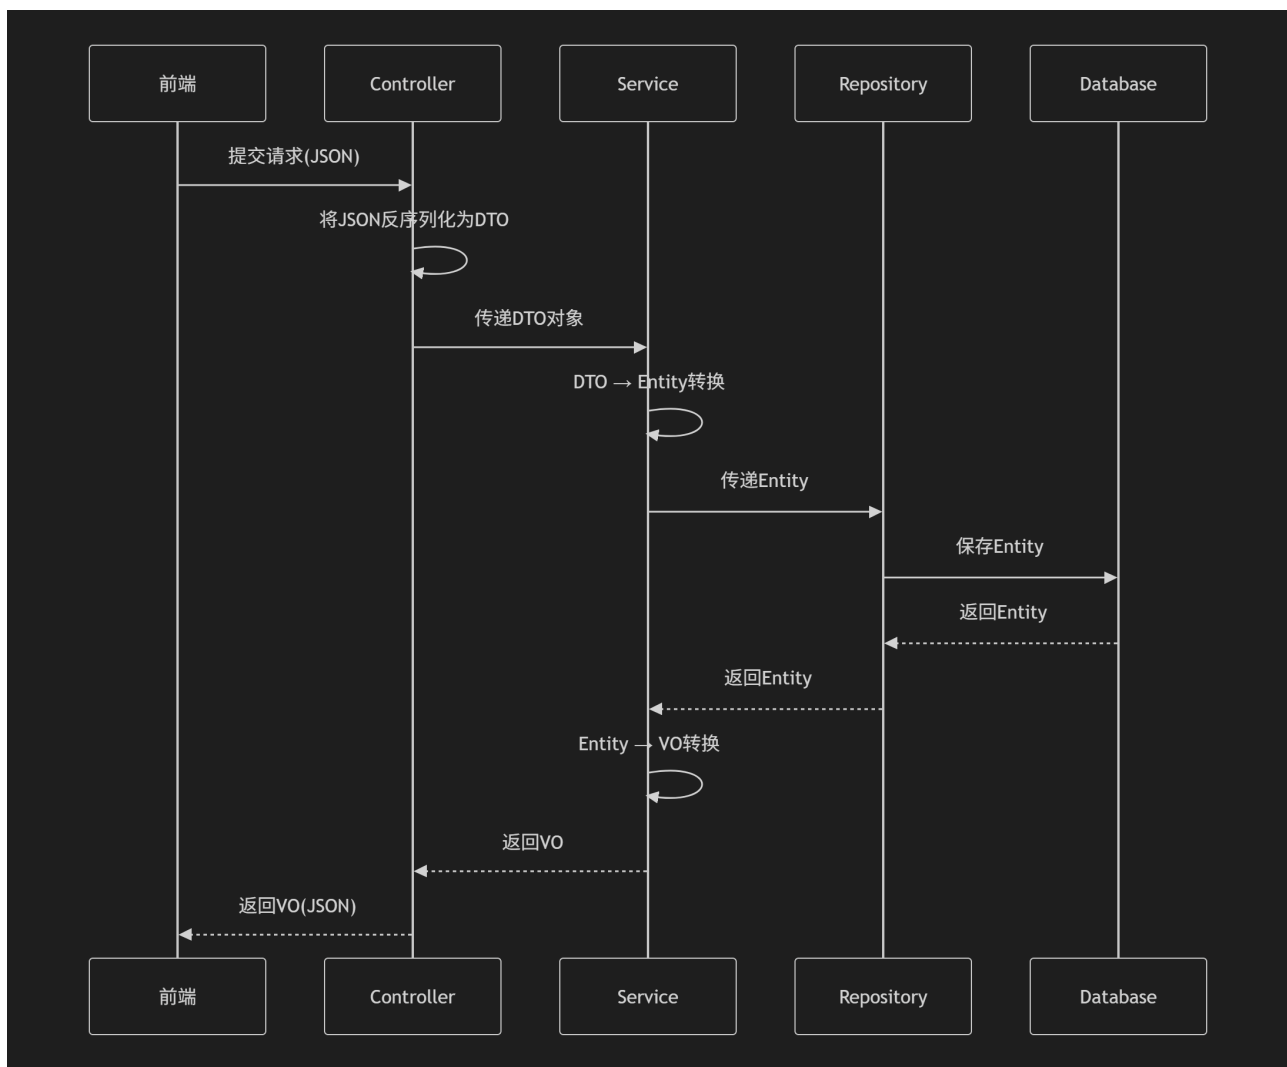 前端
Controller
Service
Repository
Database
提交请求(JSON)
将JSON反序列化为DTO
传递DTO对象
DTO → Entity转换
传递Entity
保存Entity
返回Entity
返回Entity
Entity → VO转换
返回VO
返回VO(JSON)
前端
Controller
Service
Repository
Database